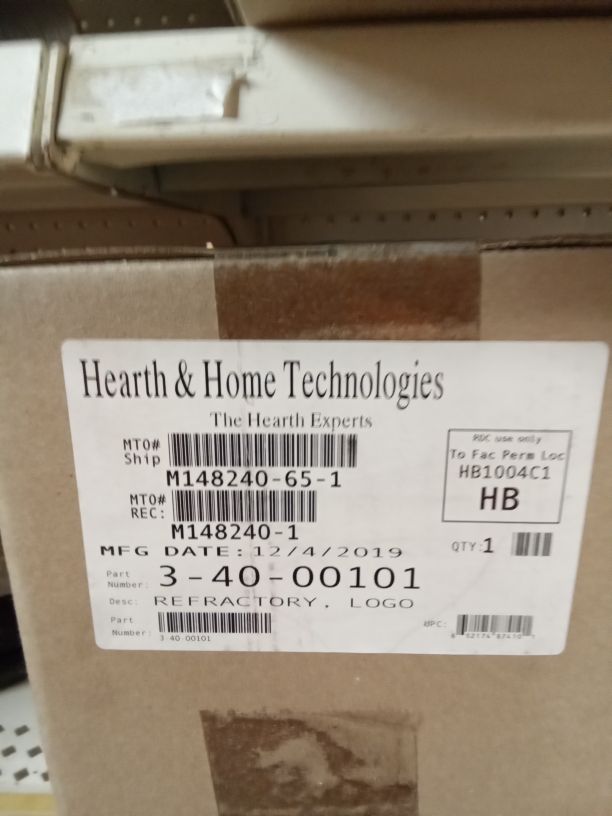 Hearth & Home Technologies
The Hearth Experts
MTO#
Ship
M148240-65-1
MTO#
REC:
M148240-1
RDC use only
To Fac Perm Loc
HB1004C1
HB
MFG DATE: 12/4/2019
QTY: 1
Part
Number: 3-40-00101
Desc: REFRACTORY, LOGO
Part
Number:
3-40-00101
UPC: